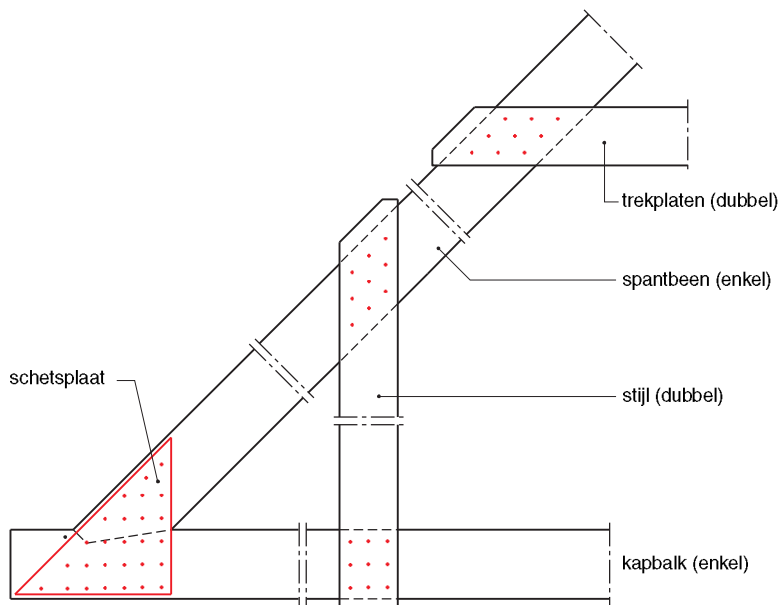 trekplaten (dubbel)
spantbeen (enkel)
schetsplaat
stijl (dubbel)
kapbalk (enkel)